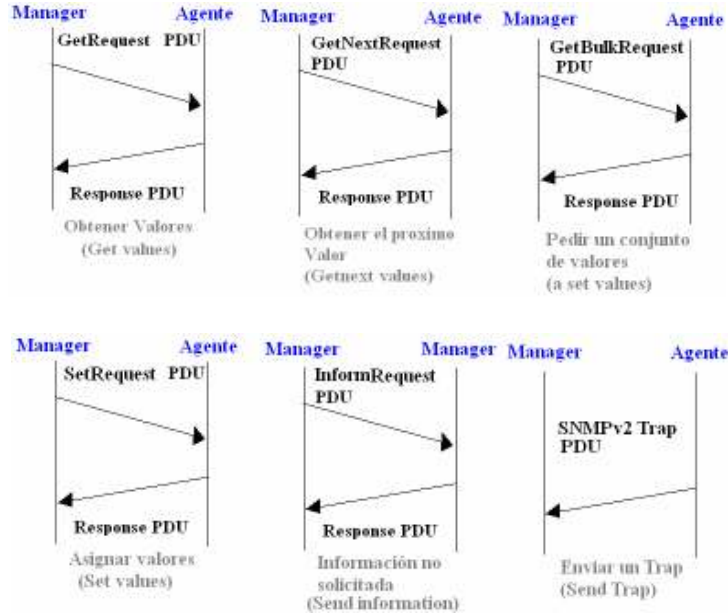 Manager Agente
GetRequest PDU
Response PDU
Obtener Valores
(Get values)
Manager Agente
GetNextRequest
PDU
Response PDU
Obtener el proximo
Valor
(Getnext values)
Manager Agente
GetBulkRequest
PDU
Response PDU
Pedir un conjunto
de valores
(a set values)
Manager Agente
SetRequest PDU
Response PDU
Asignar valores
(Set values)
Manager Manager
InformRequest
PDU
Response PDU
Información no
solicitada
(Send information)
Manager Agente
SNMPv2 Trap
PDU
Enviar un Trap
(Send Trap)